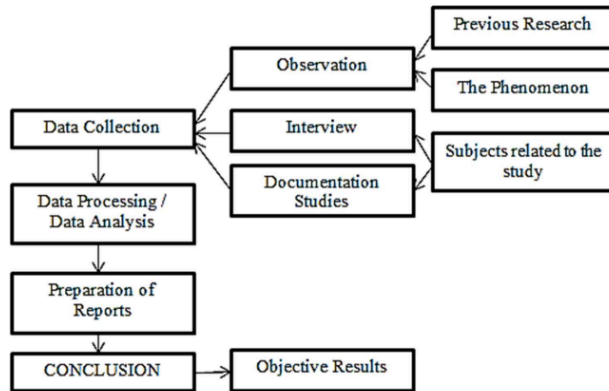 Previous Research
Observation
The Phenomenon
Data Collection
Interview
Subjects related to the
study
Documentation
Studies
Data Processing /
Data Analysis
Preparation of
Reports
CONCLUSION
Objective Results